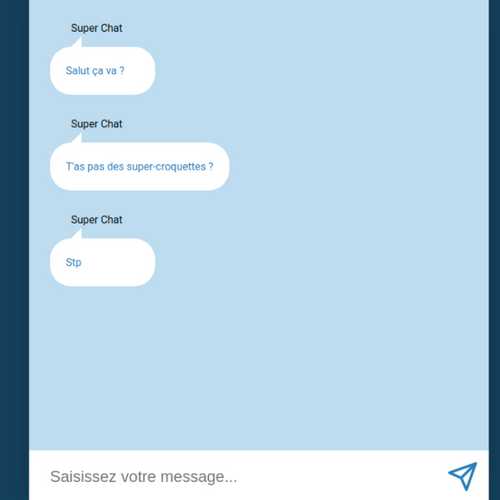 Super Chat
Salut ça va ?
Super Chat
T'as pas des super-croquettes ?
Super Chat
Stp
Saisissez votre message...